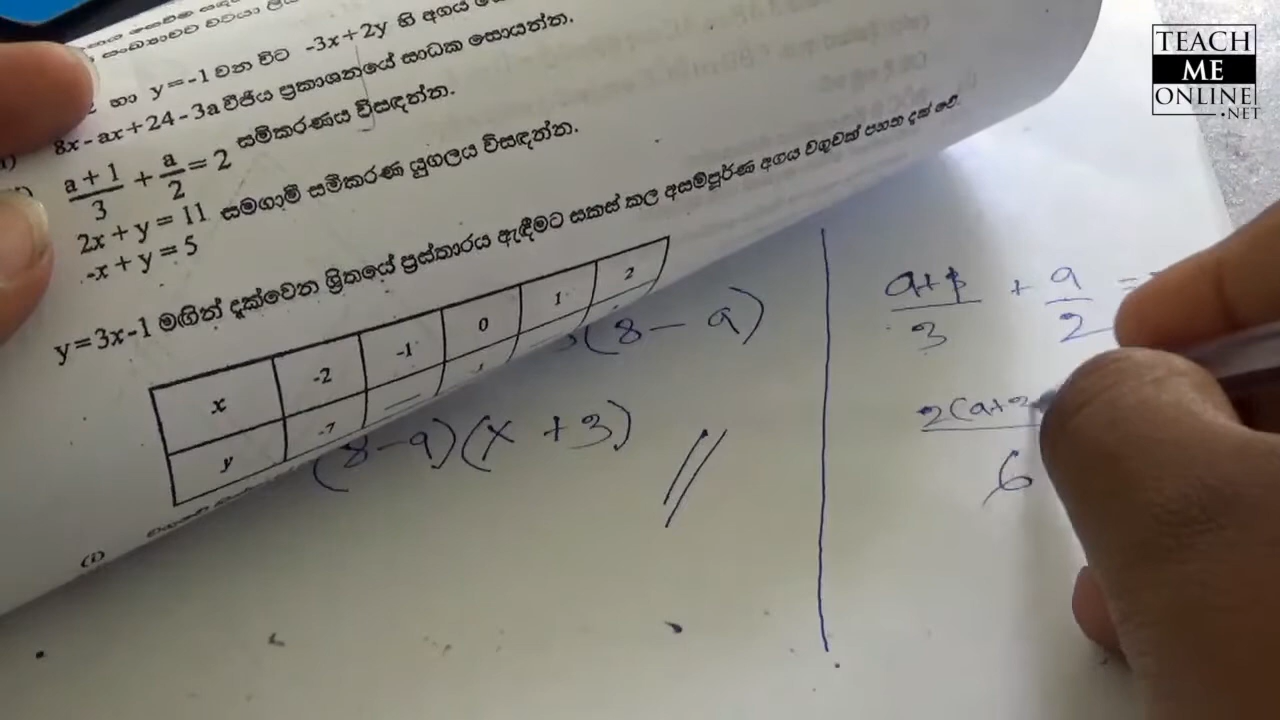 හා y=-1 වන විට -3x+2y හි අගය
8x-ax+24-3a වීජීය ප්‍රකාශනයේ සාධක සොයන්න.
a+1/3 + a/2 = 2 සමීකරණය විසඳන්න.
2x+y=11 සමගාමී සමීකරණ යුගලය විසඳන්න.
-x+y=5
y=3x-1 මඟින් දැක්වෙන ශ්‍රිතයේ ප්‍රස්තාරය ඇඳීමට සකස් කල අසම්පූර්ණ අගය වගුවක් පහත දැක් වේ.
x -2 -1 0 1 2
y -7
(i)
(8-a)
(8-a)(x+3)
a+1/3 + a/2 =
2(a+
6
TEACH
ME
ONLINE
.NET